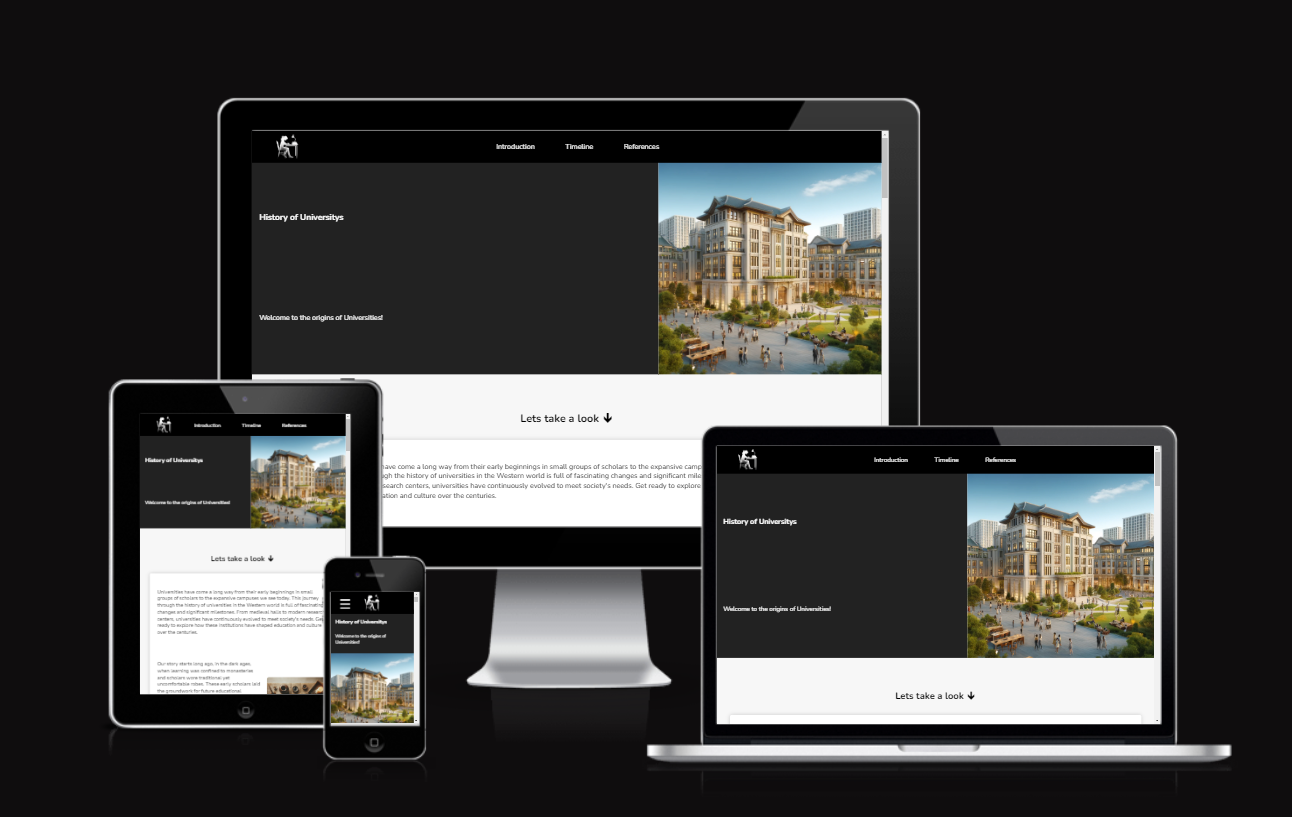 Introduction Timeline References
History of Universitys
Welcome to the origins of Universities!
Lets take a look
have come a long way from their early beginnings in small groups of scholars to the expansive camp
ugh the history of universities in the Western world is full of fascinating changes and significant mile
search centers, universities have continuously evolved to meet society's needs. Get ready to explore
ation and culture over the centuries.
Introduction Timeline References
History of Universitys
Welcome to the origins of Universities!
Lets take a look
Universities have come a long way from their early beginnings in small
groups of scholars to the expansive campuses we see today. This journey
through the history of universities in the Western world is full of fascinating
changes and significant milestones. From medieval halls to modern research
centers, universities have continuously evolved to meet society's needs. Get
ready to explore how these institutions have shaped education and culture
over the centuries.
Our story starts long ago, in the dark ages,
when learning was confined to monasteries
and scholars wore traditional, yet
uncomfortable robes. These early scholars laid
the groundwork for future educational
History of Universitys
Welcome to the origins of
Universities!
Introduction Timeline References
History of Universitys
Welcome to the origins of Universities!
Lets take a look